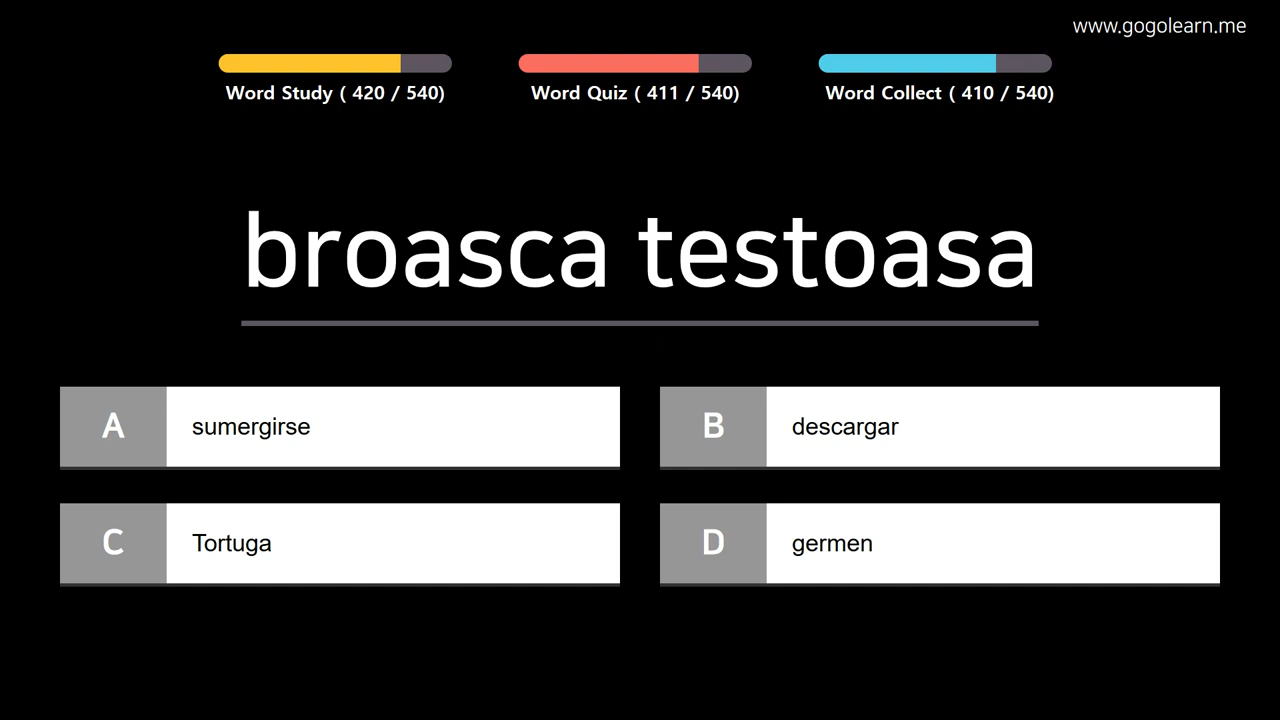 www.gogolearn.me
Word Study ( 420 / 540)
Word Quiz ( 411 / 540)
Word Collect ( 410 / 540)
broasca testoasa
A sumergirse
B descargar
C Tortuga
D germen